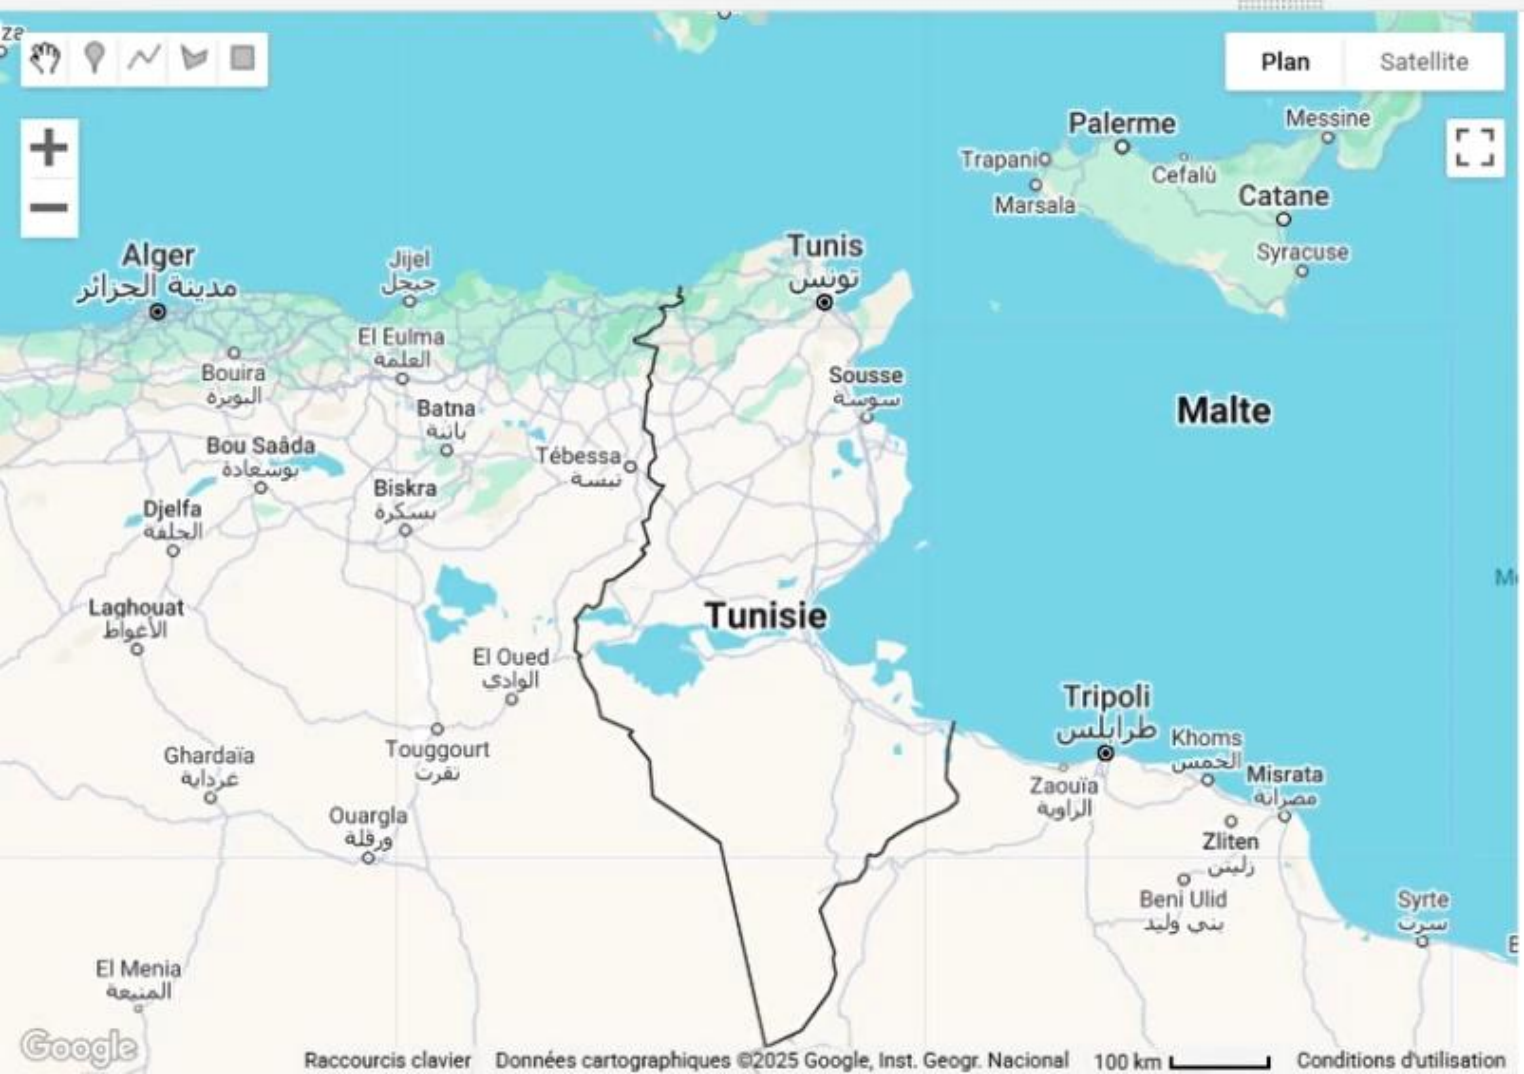 Plan
Satellite
Palerme
Messine
Trapani
Cefalù
Marsala
Catane
Syracuse
Alger
مدينة الجزائر
Jijel
جيجل
Tunis
تونس
El Eulma
العلمة
Bouira
البويرة
Sousse
سوسة
Malte
Batna
باتنة
Bou Saâda
بوسعادة
Tébessa
تبسة
Biskra
بسكرة
Djelfa
الجلفة
Laghouat
الأغواط
Tunisie
El Oued
الوادي
Tripoli
طرابلس
Khoms
الخمس
Touggourt
تقرت
Ghardaïa
غرداية
Misrata
مصراتة
Zaouïa
الزاوية
Ouargla
ورقلة
Zliten
زليتن
Beni Ulid
بني وليد
Syrte
سرت
El Menia
المنيعة
Google
Raccourcis clavier
Données cartographiques ©2025 Google, Inst. Geogr. Nacional
100 km
Conditions d'utilisation